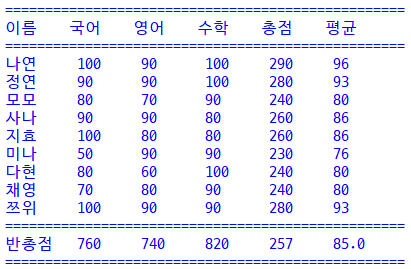 ==================================================
이름 국어 영어 수학 총점 평균
==================================================
나연 100 90 100 290 96
정연 90 90 100 280 93
모모 80 70 90 240 80
사나 90 90 80 260 86
지효 100 80 80 260 86
미나 50 90 90 230 76
다현 80 60 100 240 80
채영 70 80 90 240 80
쯔위 100 90 90 280 93
==================================================
반총점 760 740 820 257 85.0
==================================================